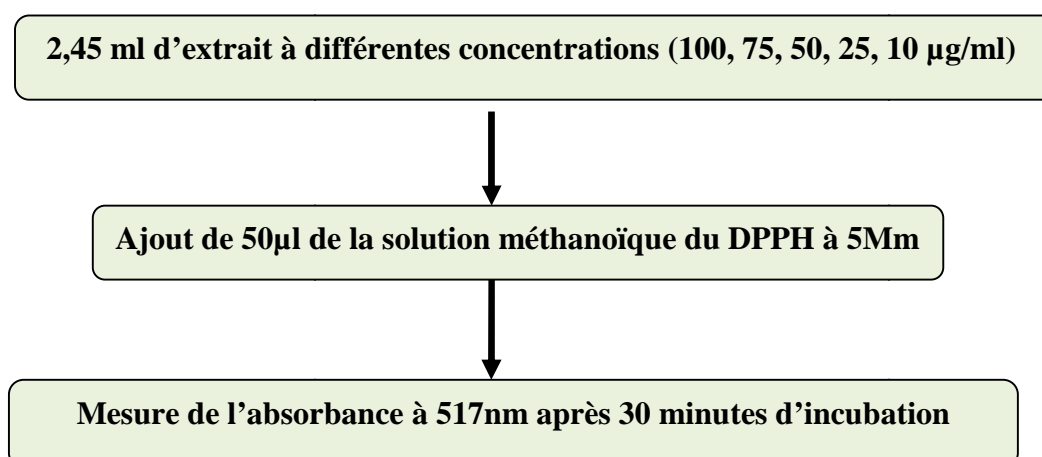 2,45 ml d’extrait à différentes concentrations (100, 75, 50, 25, 10 µg/ml)
Ajout de 50µl de la solution méthanoïque du DPPH à 5Mm
Mesure de l’absorbance à 517nm après 30 minutes d’incubation